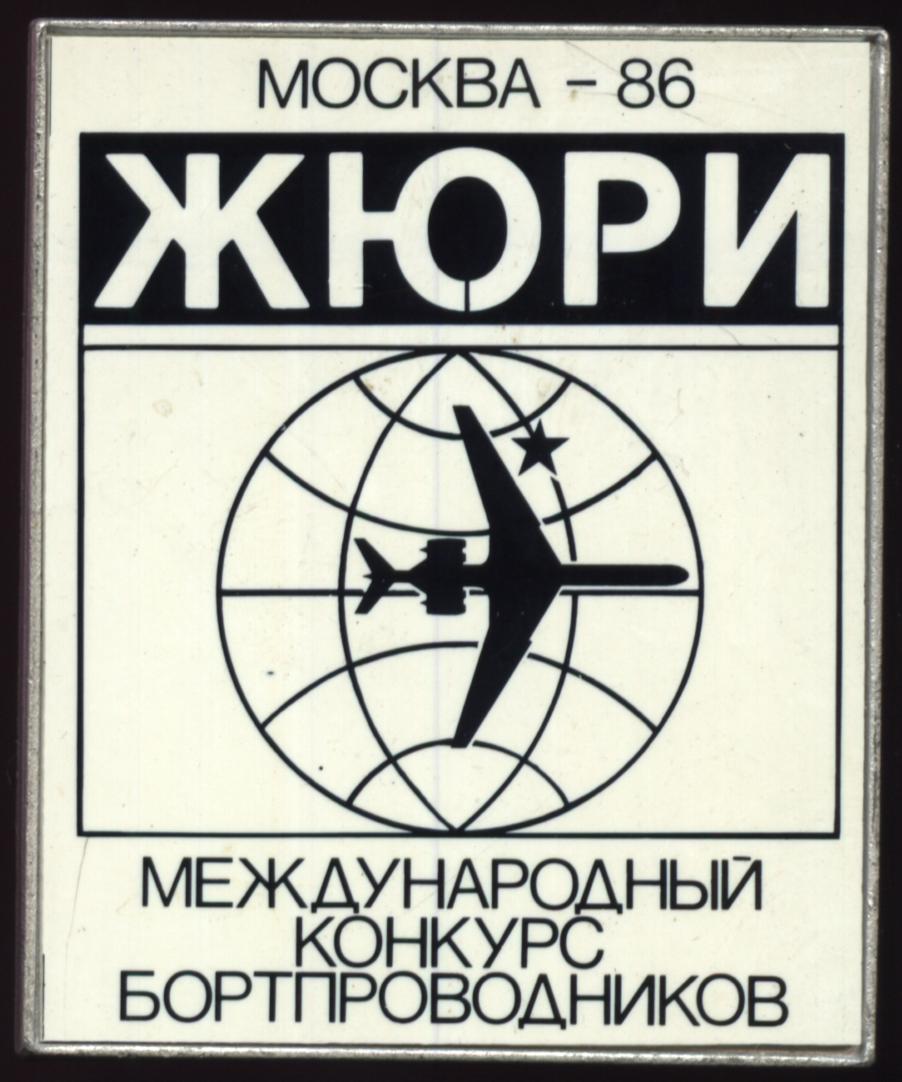 МОСКВА - 86
ЖЮРИ
МЕЖДУНАРОДНЫЙ
КОНКУРС
БОРТПРОВОДНИКОВ